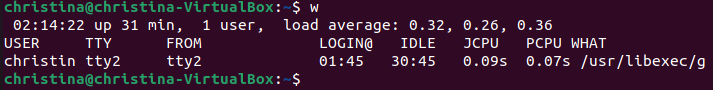 christina@christina-VirtualBox:~$ w
 02:14:22 up 31 min,  1 user,  load average: 0.32, 0.26, 0.36
USER     TTY      FROM             LOGIN@   IDLE   JCPU   PCPU WHAT
christin tty2     tty2             01:45   30:45   0.09s  0.07s /usr/libexec/g
christina@christina-VirtualBox:~$